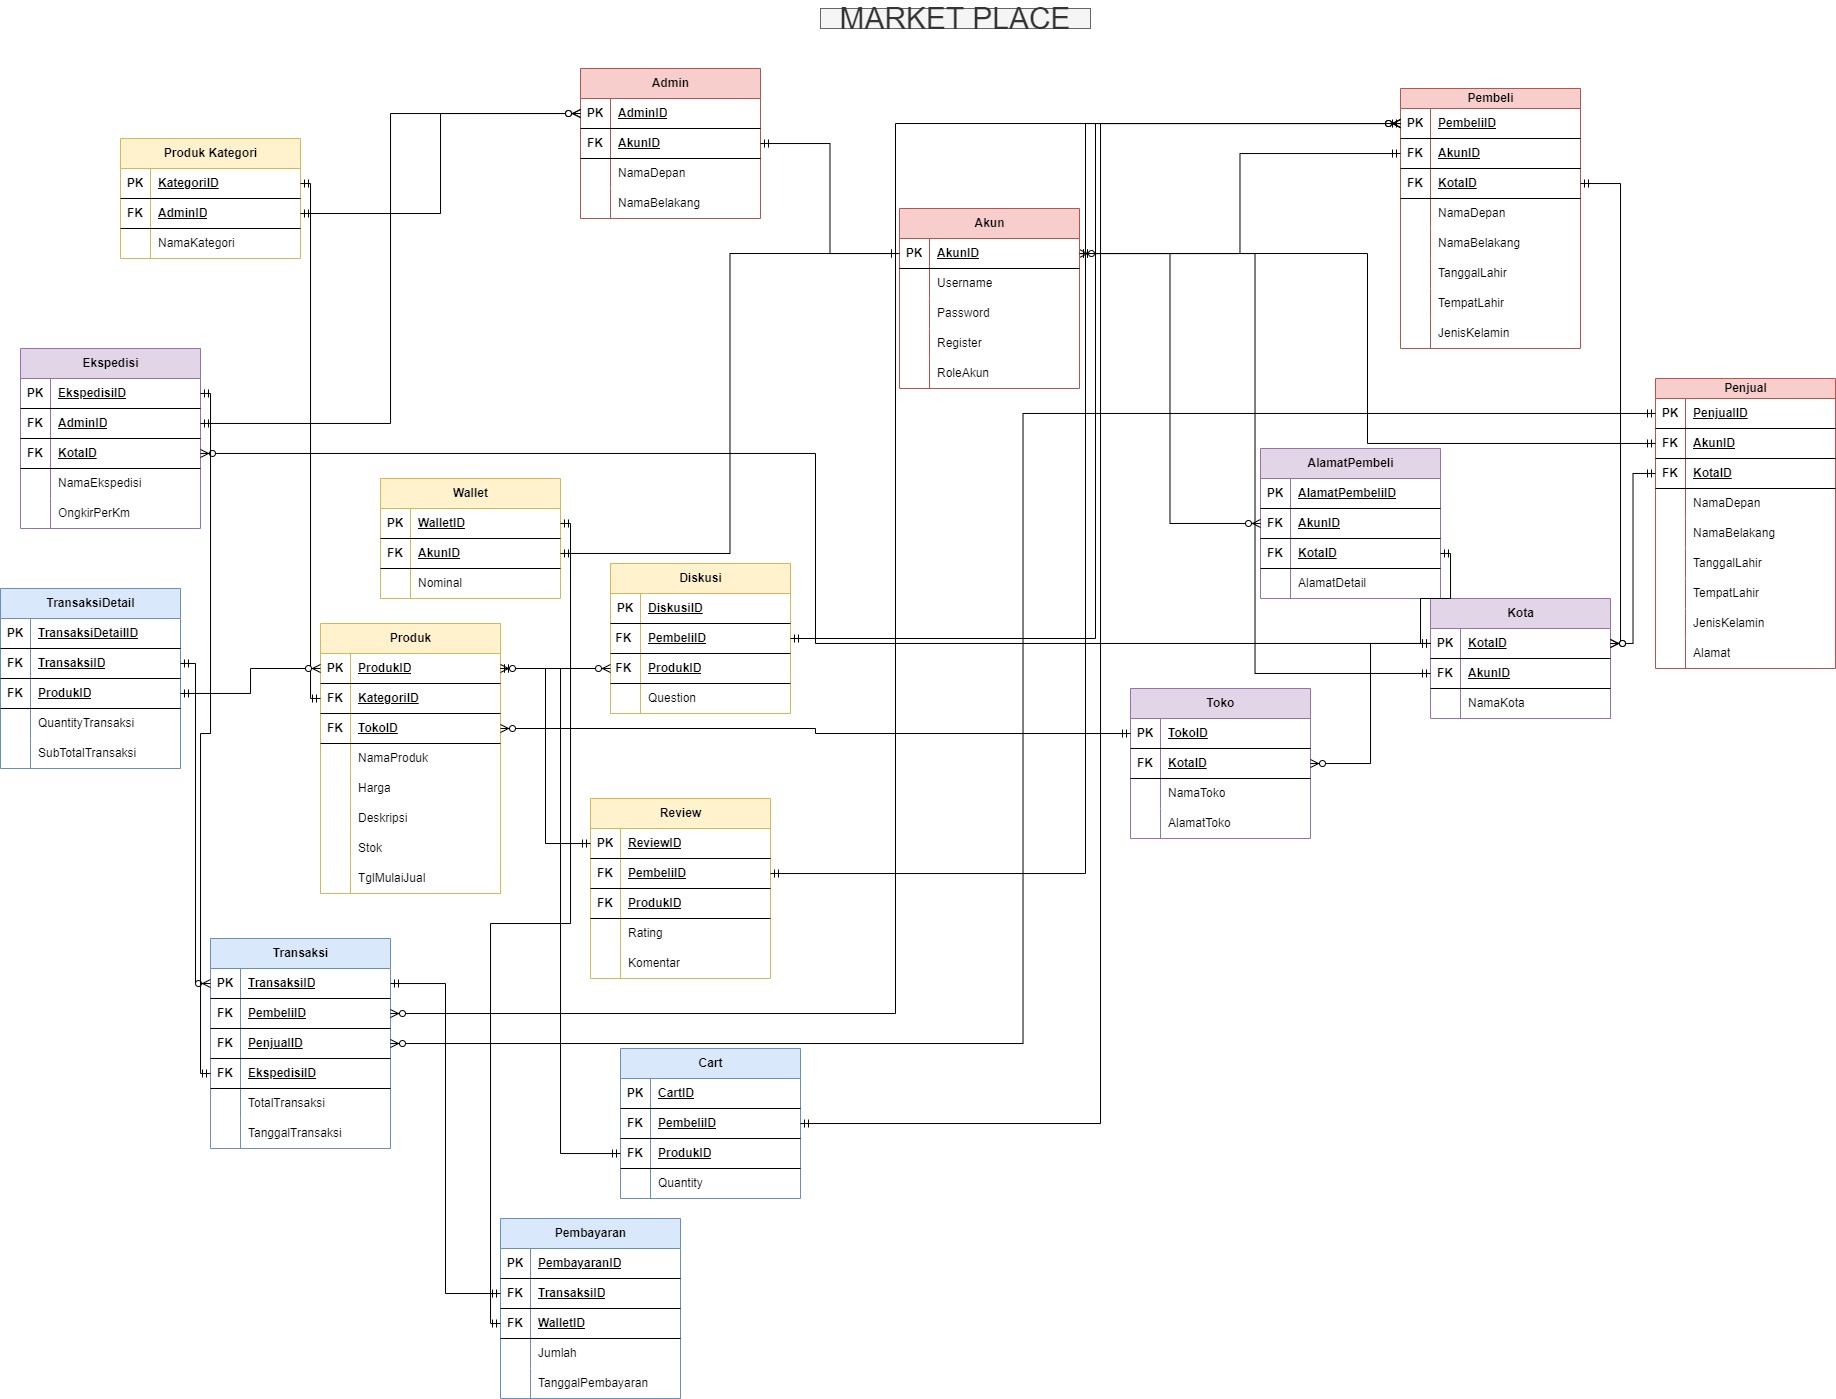 MARKET PLACE
Admin
PK AdminID
FK AkunID
NamaDepan
NamaBelakang
Pembeli
PK PembeliID
FK AkunID
FK KotaID
NamaDepan
NamaBelakang
TanggalLahir
TempatLahir
JenisKelamin
Produk Kategori
PK KategoriID
FK AdminID
NamaKategori
Akun
PK AkunID
Username
Password
Register
RoleAkun
Ekspedisi
PK EkspedisiID
FK AdminID
FK KotaID
NamaEkspedisi
OngkirPerKm
Penjual
PK PenjualID
FK AkunID
FK KotaID
NamaDepan
NamaBelakang
TanggalLahir
TempatLahir
JenisKelamin
Alamat
AlamatPembeli
PK AlamatPembeliID
FK AkunID
FK KotaID
AlamatDetail
Wallet
PK WalletID
FK AkunID
Nominal
Diskusi
PK DiskusiID
FK PembeliID
FK ProdukID
Question
TransaksiDetail
PK TransaksiDetailID
FK TransaksiID
FK ProdukID
QuantityTransaksi
SubTotalTransaksi
Kota
PK KotaID
FK AkunID
NamaKota
Produk
PK ProdukID
FK KategoriID
FK TokoID
NamaProduk
Harga
Deskripsi
Stok
TglMulaiJual
Toko
PK TokoID
FK KotaID
NamaToko
AlamatToko
Review
PK ReviewID
FK PembeliID
FK ProdukID
Rating
Komentar
Transaksi
PK TransaksiID
FK PembeliID
FK PenjualID
FK EkspedisiID
TotalTransaksi
TanggalTransaksi
Cart
PK CartID
FK PembeliID
FK ProdukID
Quantity
Pembayaran
PK PembayaranID
FK TransaksiID
FK WalletID
Jumlah
TanggalPembayaran